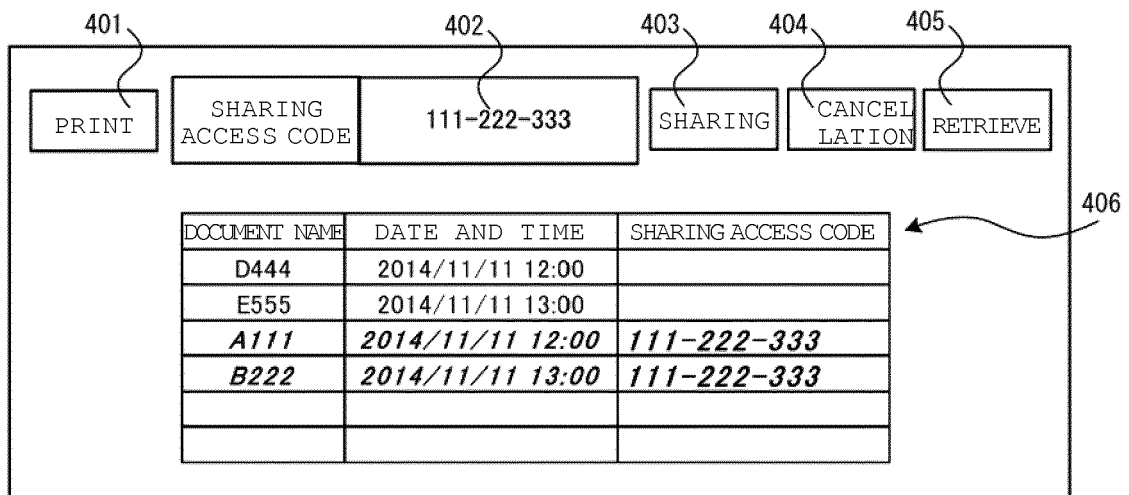 401 402 403 404 405
PRINT
SHARING
ACCESS CODE
111-222-333
SHARING
CANCEL
LATION
RETRIEVE
406
DOCUMENT NAME DATE AND TIME SHARING ACCESS CODE
D444 2014/11/11 12:00
E555 2014/11/11 13:00
A111 2014/11/11 12:00 111-222-333
B222 2014/11/11 13:00 111-222-333